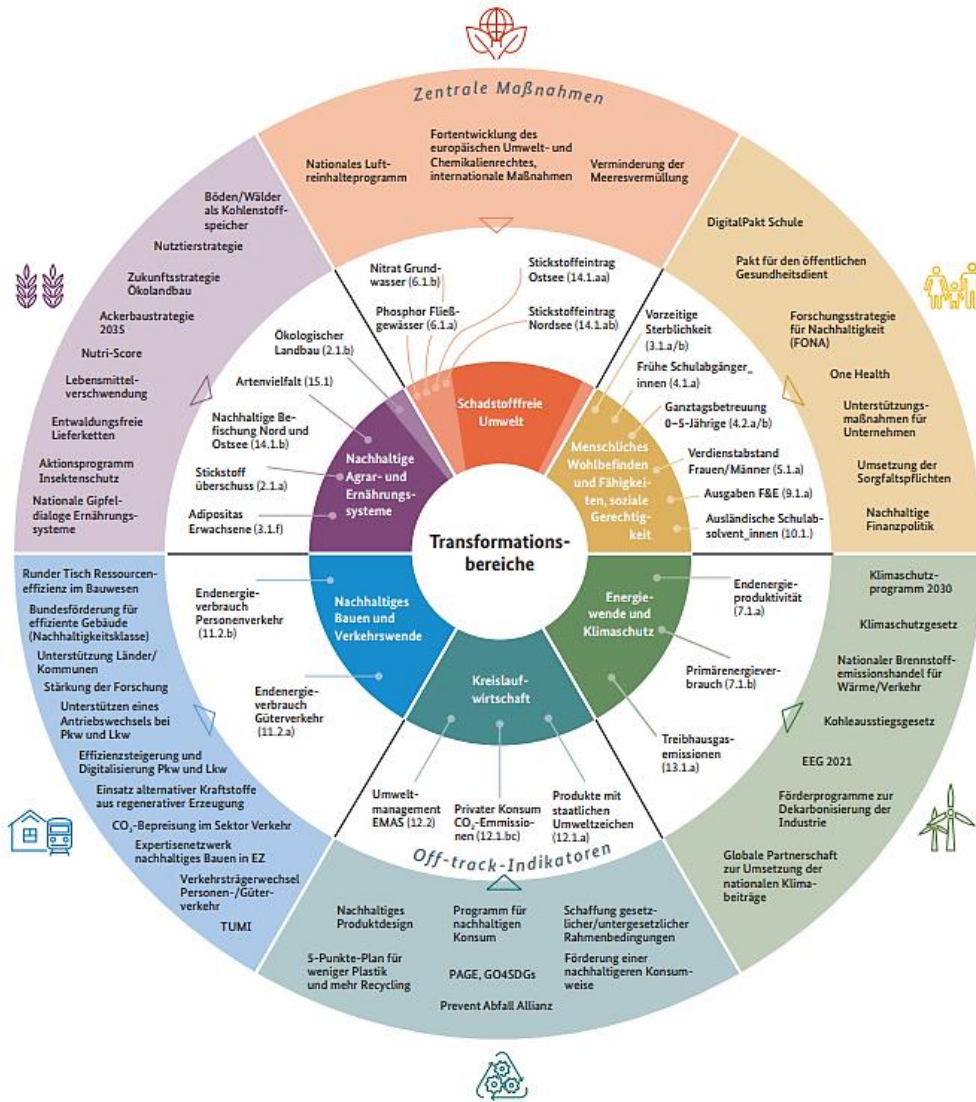 Zentrale Maßnahmen
Nationales Luft-
reinhalteprogramm
Fortentwicklung des
europäischen Umwelt- und
Chemikalienrechtes,
internationale Maßnahmen
Verminderung der
Meeresvermüllung
DigitalPakt Schule
Pakt für den öffentlichen
Gesundheitsdient
Forschungsstrategie
für Nachhaltigkeit
(FONA)
One Health
Unterstützungs-
maßnahmen für
Unternehmen
Umsetzung der
Sorgfaltspflichten
Nachhaltige
Finanzpolitik
Klimaschutz-
programm 2030
Klimaschutzgesetz
Nationaler Brennstoff-
emissionshandel für
Wärme/Verkehr
Kohleausstiegsgesetz
EEG 2021
Förderprogramme zur
Dekarbonisierung der
Industrie
Globale Partnerschaft
zur Umsetzung der
nationalen Klima-
beiträge
Schaffung gesetz-
licher/untergesetzlicher
Rahmenbedingungen
Förderung einer
nachhaltigeren Konsum-
weise
Programm für
nachhaltigen
Konsum
PAGE, GO4SDGs
Prevent Abfall Allianz
Nachhaltiges
Produktdesign
5-Punkte-Plan für
weniger Plastik
und mehr Recycling
Böden/Wälder
als Kohlenstoff-
speicher
Nutztierstrategie
Zukunftsstrategie
Ökolandbau
Ackerbaustrategie
2035
Nutri-Score
Lebensmittel-
verschwendung
Entwaldungsfreie
Lieferketten
Aktionsprogramm
Insektenschutz
Nationale Gipfel-
dialoge Ernährungs-
systeme
Runder Tisch Ressourcen-
effizienz im Bauwesen
Bundesförderung für
effiziente Gebäude
(Nachhaltigkeitsklasse)
Unterstützung Länder/
Kommunen
Stärkung der Forschung
Unterstützen eines
Antriebswechsels bei
Pkw und Lkw
Effizienzsteigerung und
Digitalisierung Pkw und Lkw
Einsatz alternativer Kraftstoffe
aus regenerativer Erzeugung
CO₂-Bepreisung im Sektor Verkehr
Expertisenetzwerk
nachhaltiges Bauen in EZ
Verkehrsträgerwechsel
Personen-/Güter-
verkehr
TUMI
Nitrat Grund-
wasser (6.1.b)
Phosphor Fließ-
gewässer (6.1.a)
Stickstoffeintrag
Ostsee (14.1.aa)
Stickstoffeintrag
Nordsee (14.1.ab)
Vorzeitige
Sterblichkeit
(3.1.a/b)
Frühe Schulabgänger_
innen (4.1.a)
Ganztagsbetreuung
0–5-Jährige (4.2.a/b)
Verdienstabstand
Frauen/Männer (5.1.a)
Ausgaben F&E (9.1.a)
Ausländische Schulab-
solvent_innen (10.1.)
Endenergie-
produktivität
(7.1.a)
Primärenergiever-
brauch (7.1.b)
Treibhausgas-
emissionen
(13.1.a)
Produkte mit
staatlichen
Umweltzeichen
(12.1.a)
Privater Konsum
CO₂-Emmissio-
nen (12.1.bc)
Umwelt-
management
EMAS (12.2)
Off-track-Indikatoren
Endenergie-
verbrauch
Güterverkehr
(11.2.a)
Endenergie-
verbrauch
Personenverkehr
(11.2.b)
Adipositas
Erwachsene (3.1.f)
Stickstoff
überschuss (2.1.a)
Nachhaltige Be-
fischung Nord und
Ostsee (14.1.b)
Artenvielfalt (15.1)
Ökologischer
Landbau (2.1.b)
Schadstofffreie
Umwelt
Menschliches
Wohlbefinden
und Fähigkei-
ten, soziale
Gerechtig-
keit
Energie-
wende und
Klimaschutz
Kreislauf-
wirtschaft
Nachhaltiges
Bauen und
Verkehrswende
Nachhaltige
Agrar- und
Ernährungs-
systeme
Transformations-
bereiche